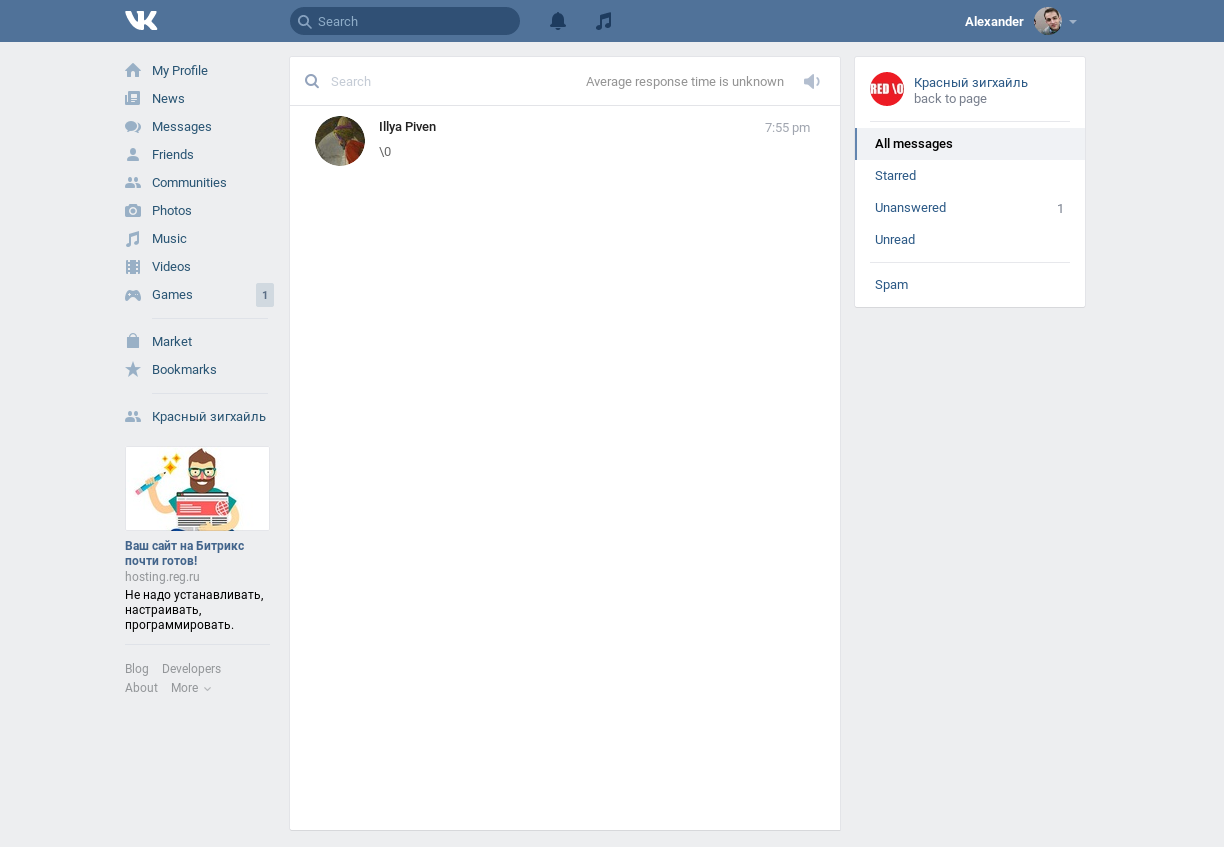 Search
Alexander
My Profile
News
Messages
Friends
Communities
Photos
Music
Videos
Games 1
Market
Bookmarks
Красный зигхайль
Ваш сайт на Битрикс
почти готов!
hosting.reg.ru
Не надо устанавливать,
настраивать,
программировать.
Blog Developers
About More
Search Average response time is unknown
Illya Piven 7:55 pm
\0
RED \0
Красный зигхайль
back to page
All messages
Starred
Unanswered 1
Unread
Spam